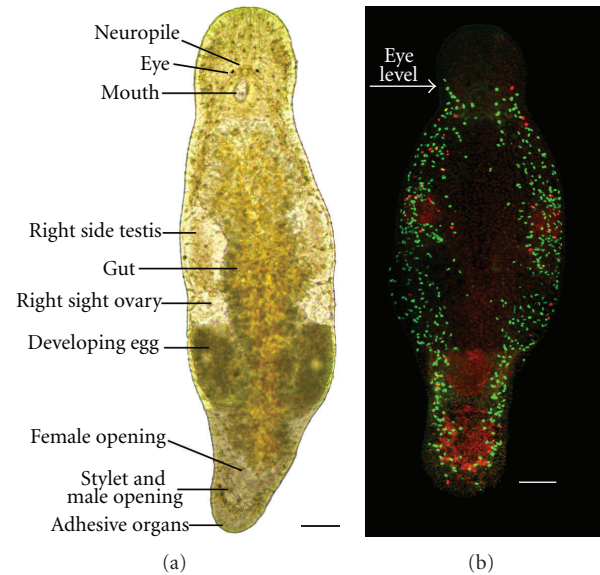 Neuropile
Eye
Mouth
Right side testis
Gut
Right sight ovary
Developing egg
Female opening
Stylet and
male opening
Adhesive organs
(a)
Eye
level
(b)